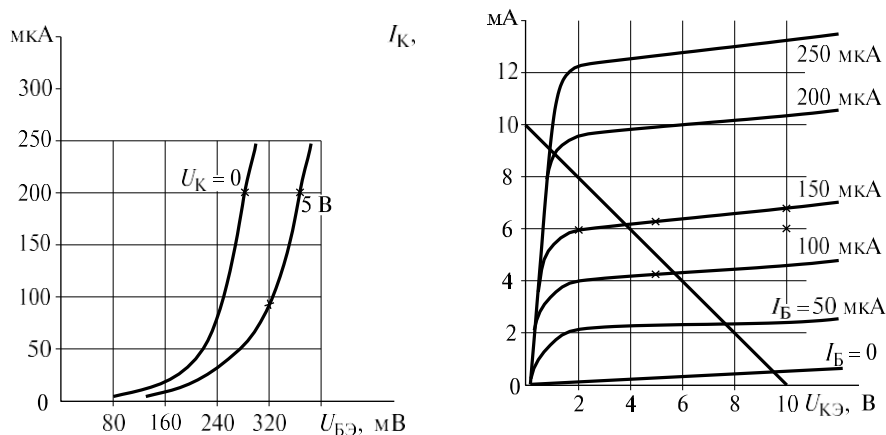 мкА
300
250
200
150
100
50
0
80 160 240 320 U_БЭ, мВ
U_К = 0
5 В
I_К,
мА
12
10
8
6
4
2
0
2 4 6 8 10 U_КЭ, В
250 мкА
200 мкА
150 мкА
100 мкА
I_Б = 50 мкА
I_Б = 0